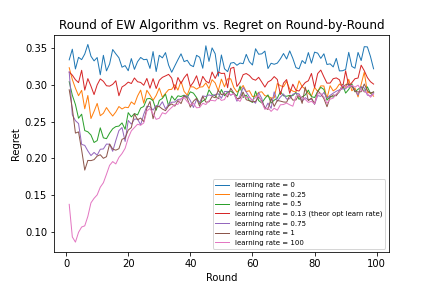 Round of EW Algorithm vs. Regret on Round-by-Round
Regret
0.35
0.30
0.25
0.20
0.15
0.10
learning rate = 0
learning rate = 0.25
learning rate = 0.5
learning rate = 0.13 (theor opt learn rate)
learning rate = 0.75
learning rate = 1
learning rate = 100
0
20
40
60
80
100
Round